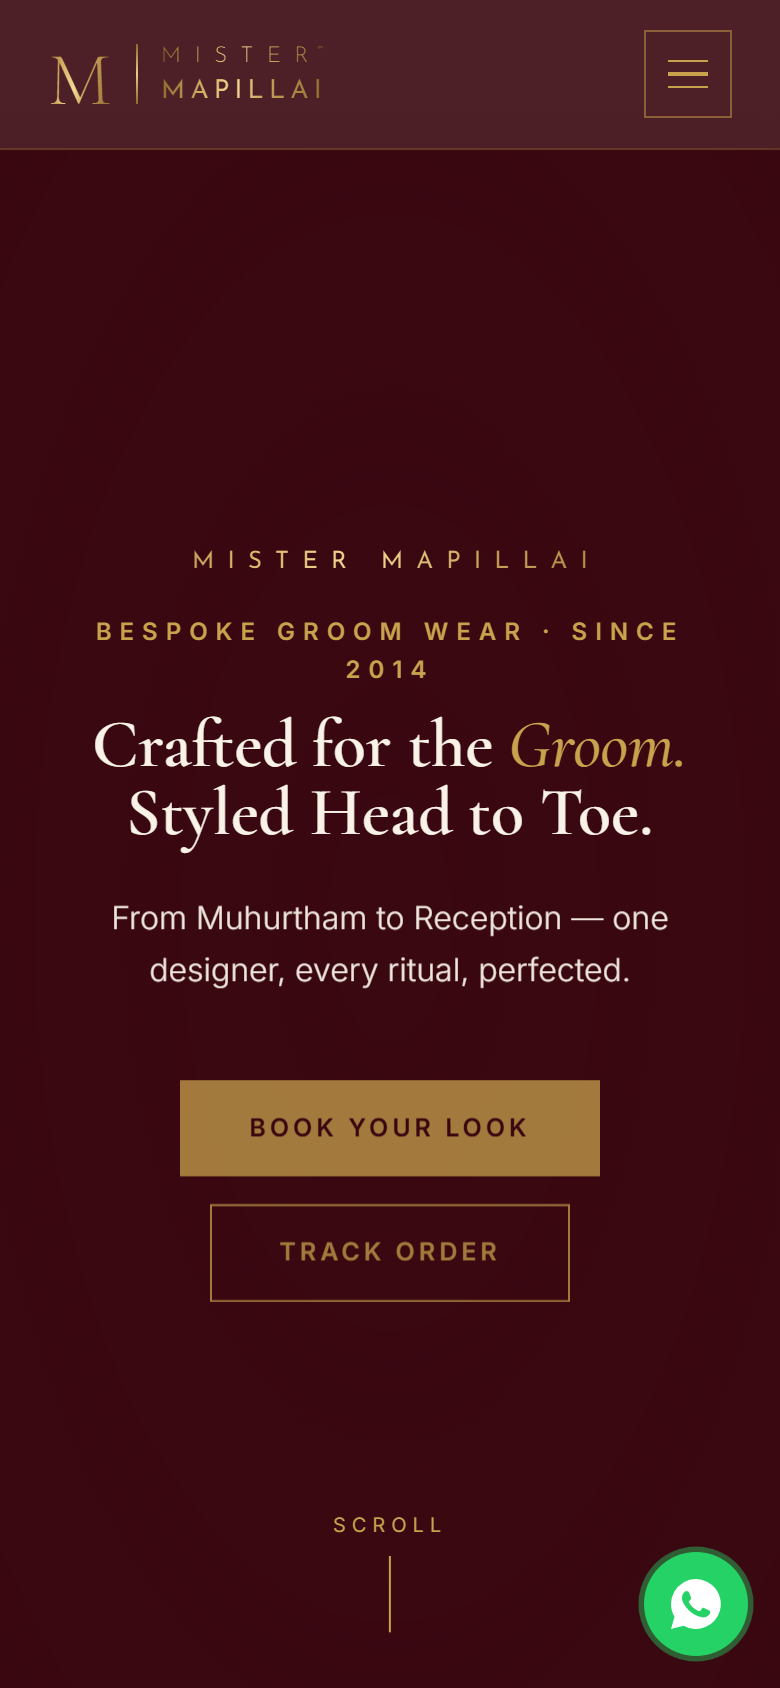 M
MISTER
MAPILLAI
MISTER MAPILLAI
BESPOKE GROOM WEAR · SINCE
2014
Crafted for the Groom.
Styled Head to Toe.
From Muhurtham to Reception — one
designer, every ritual, perfected.
BOOK YOUR LOOK
TRACK ORDER
SCROLL